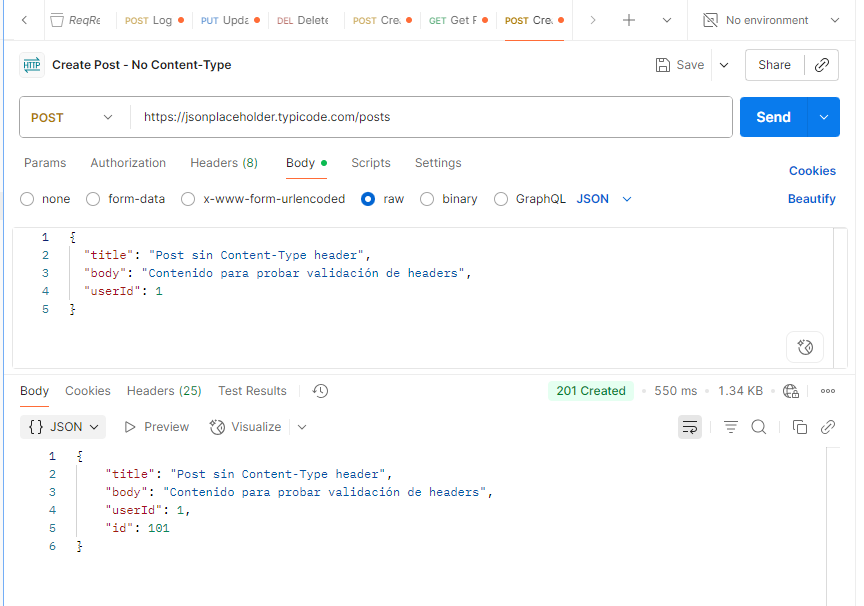 ReqRe POST Log PUT Upda DEL Delete POST Cre. GET Get F POST Cre. No environment
HTTP Create Post - No Content-Type Save Share
POST https://jsonplaceholder.typicode.com/posts Send
Params Authorization Headers (8) Body Scripts Settings Cookies
none form-data x-www-form-urlencoded raw binary GraphQL JSON Beautify
1 {
2 "title": "Post sin Content-Type header",
3 "body": "Contenido para probar validación de headers",
4 "userId": 1
5 }
Body Cookies Headers (25) Test Results 201 Created 550 ms 1.34 KB
{} JSON Preview Visualize
1 {
2 "title": "Post sin Content-Type header",
3 "body": "Contenido para probar validación de headers",
4 "userId": 1,
5 "id": 101
6 }